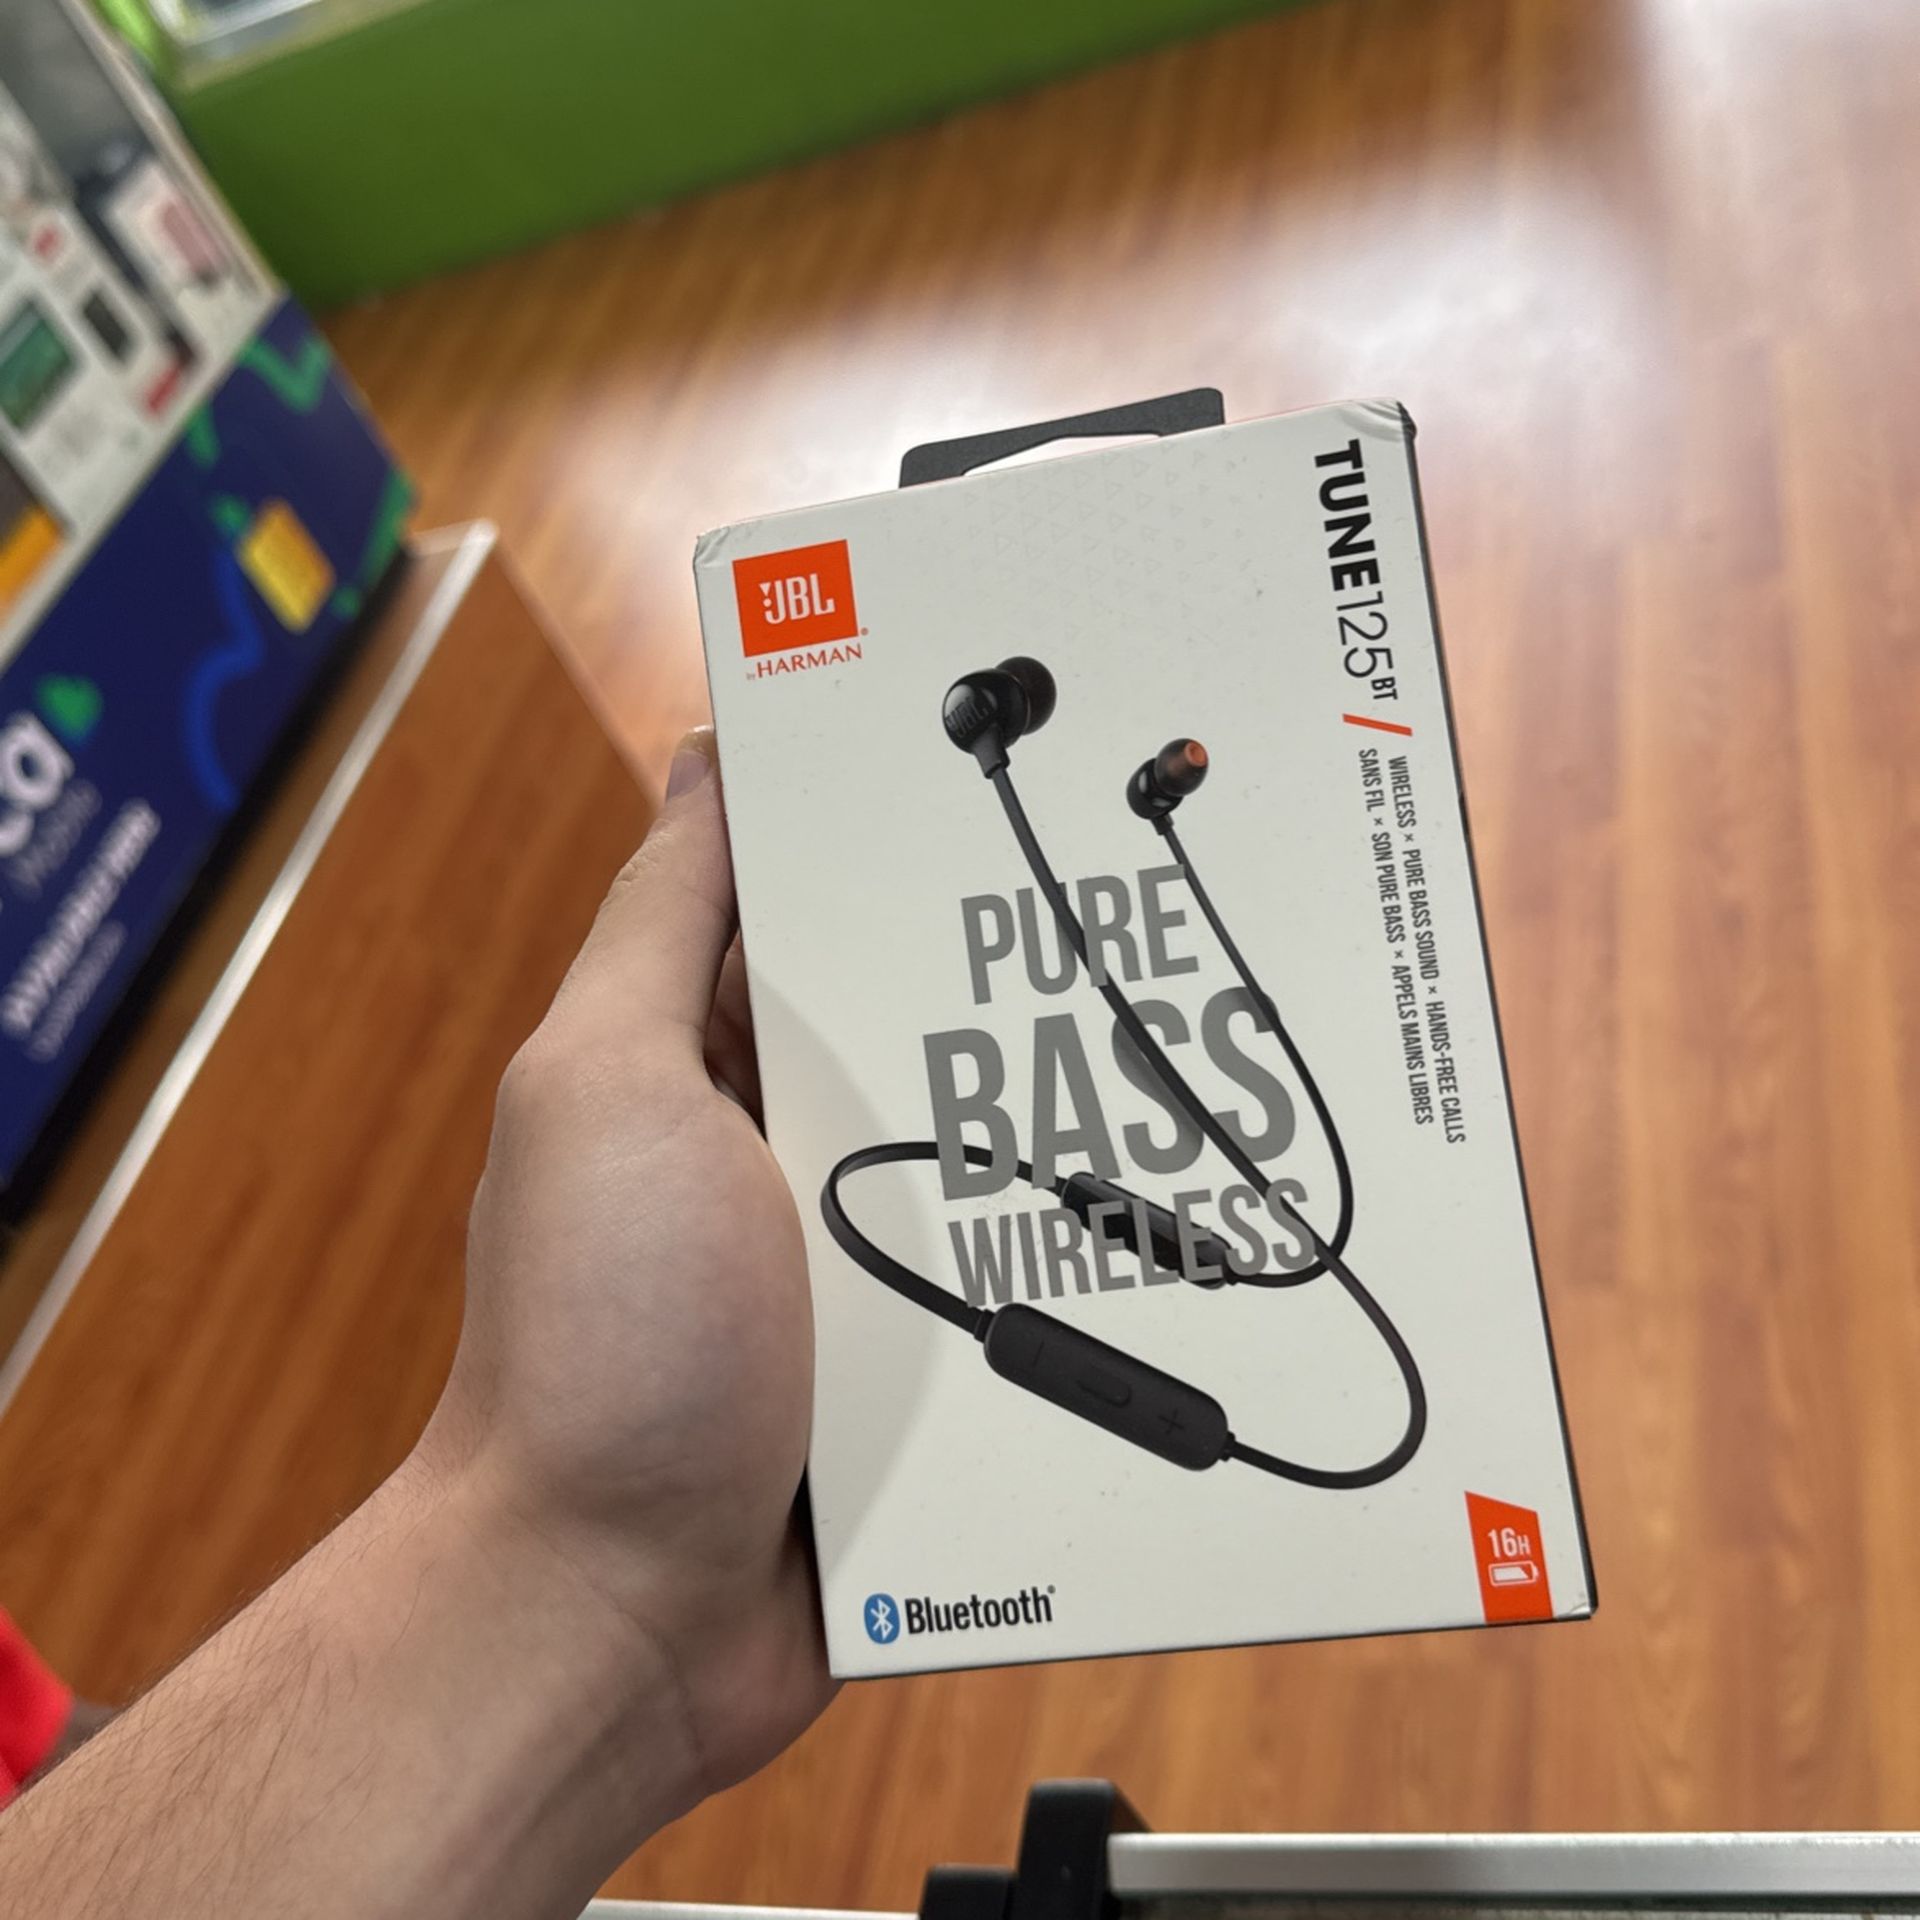 JBL
by HARMAN
TUNE125BT
WIRELESS × PURE BASS SOUND × HANDS-FREE CALLS
SANS FIL × SON PURE BASS × APPELS MAINS LIBRES
JBL
PURE
BASS
WIRELESS
16H
Bluetooth®